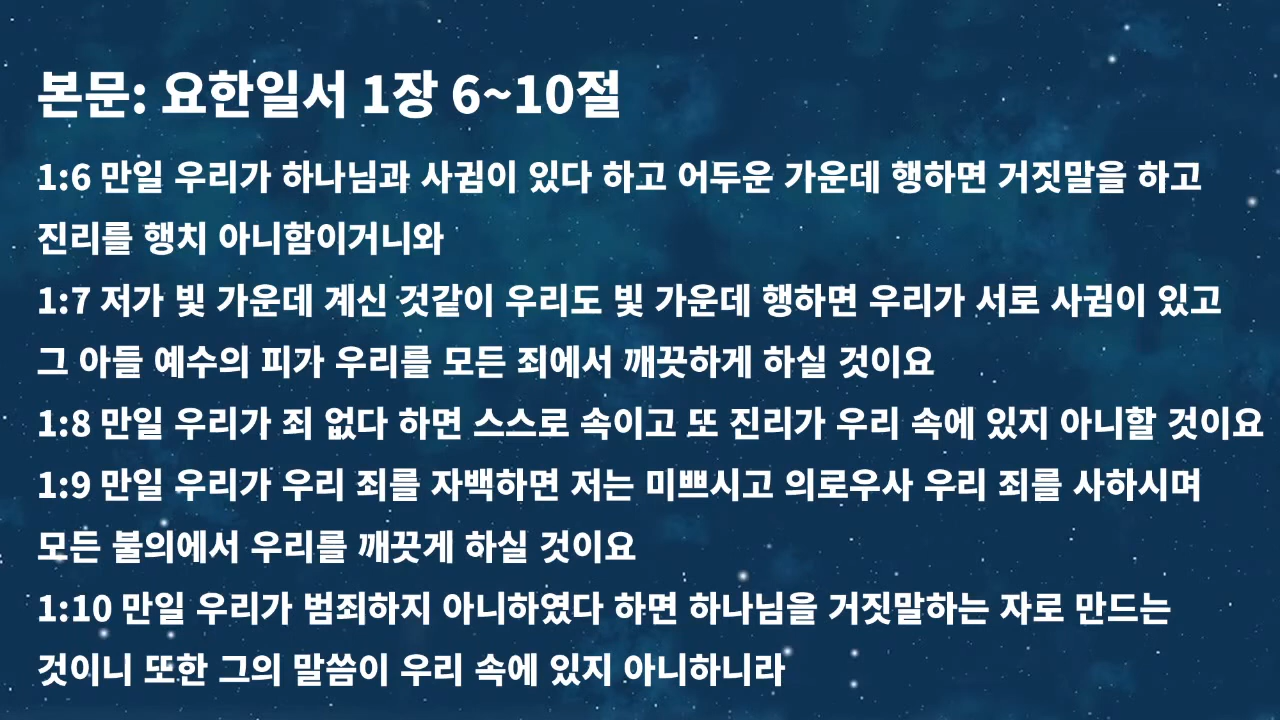 본문: 요한일서 1장 6~10절
1:6 만일 우리가 하나님과 사귐이 있다 하고 어두운 가운데 행하면 거짓말을 하고
진리를 행치 아니함이거니와
1:7 저가 빛 가운데 계신 것같이 우리도 빛 가운데 행하면 우리가 서로 사귐이 있고
그 아들 예수의 피가 우리를 모든 죄에서 깨끗하게 하실 것이요
1:8 만일 우리가 죄 없다 하면 스스로 속이고 또 진리가 우리 속에 있지 아니할 것이요
1:9 만일 우리가 우리 죄를 자백하면 저는 미쁘시고 의로우사 우리 죄를 사하시며
모든 불의에서 우리를 깨끗게 하실 것이요
1:10 만일 우리가 범죄하지 아니하였다 하면 하나님을 거짓말하는 자로 만드는
것이니 또한 그의 말씀이 우리 속에 있지 아니하니라